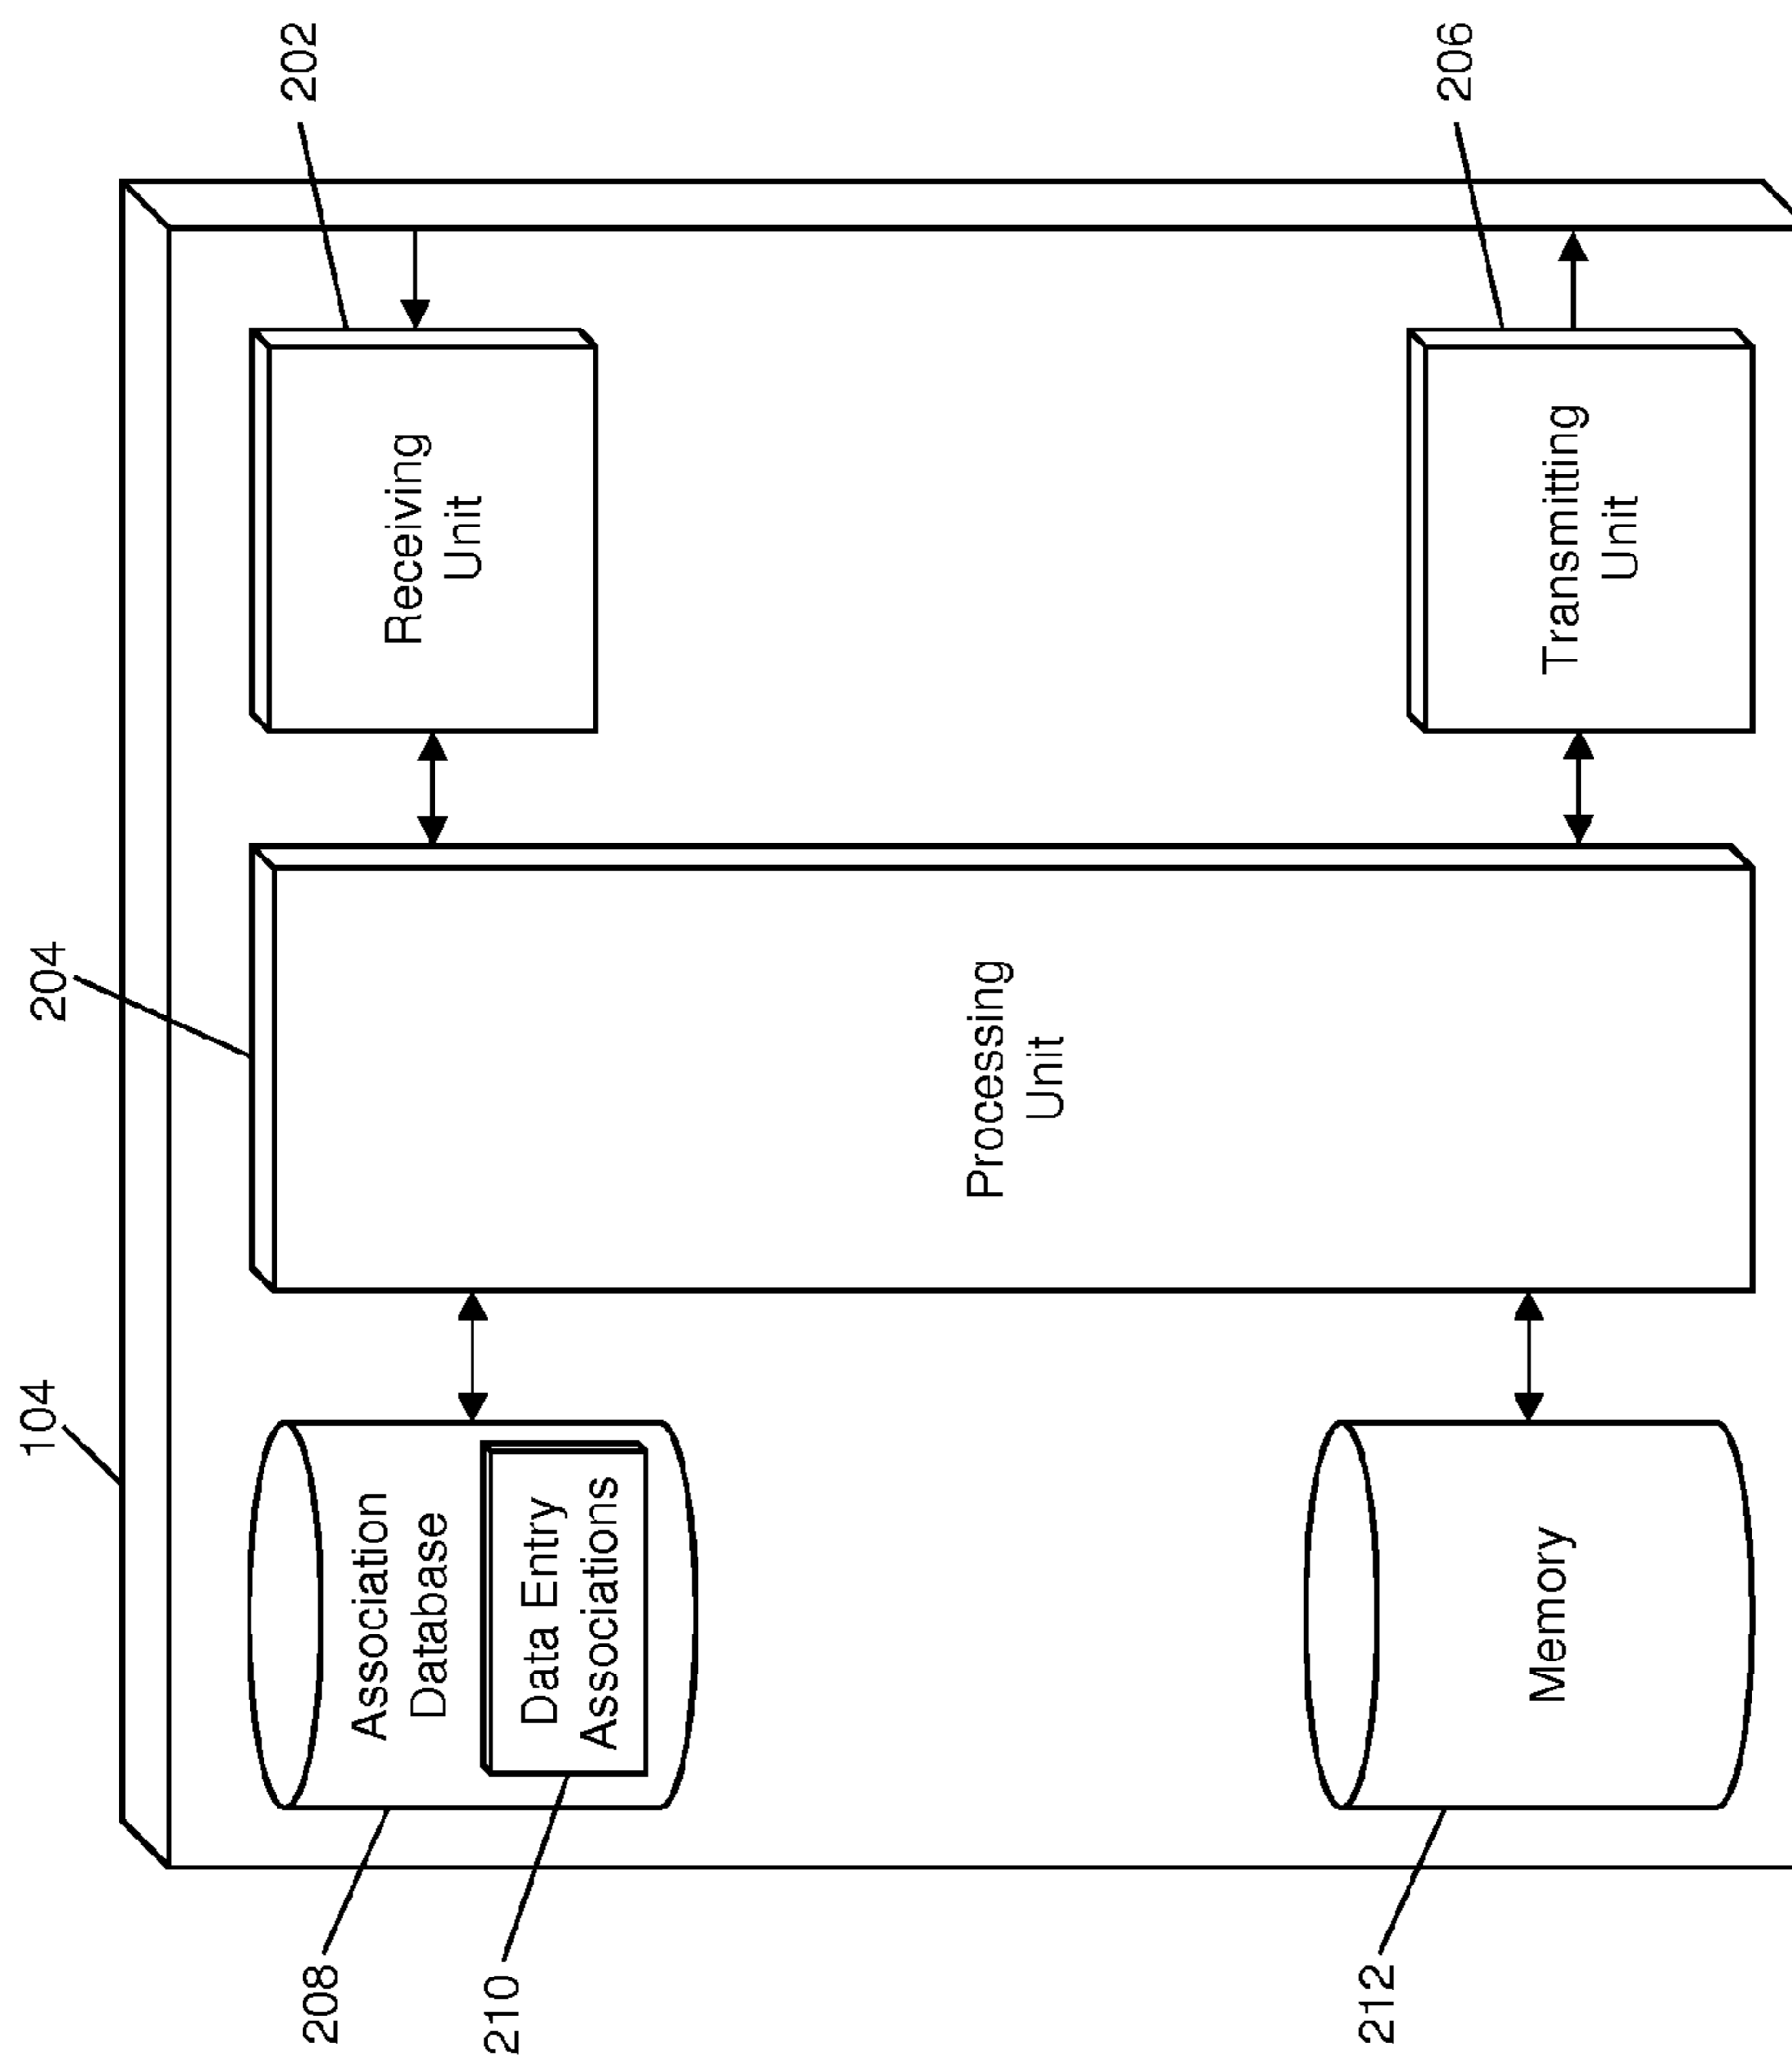 104
204
208
202
Association
Database
Receiving
Unit
210
Data Entry
Associations
Processing
Unit
212
206
Memory
Transmitting
Unit